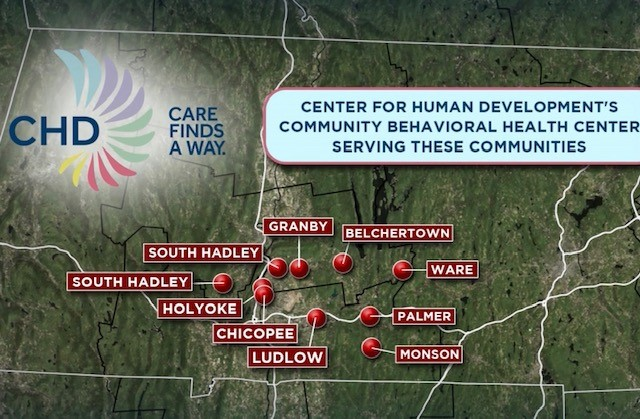 CHD
CARE
FINDS
A WAY.
CENTER FOR HUMAN DEVELOPMENT'S
COMMUNITY BEHAVIORAL HEALTH CENTER
SERVING THESE COMMUNITIES
GRANBY
BELCHERTOWN
SOUTH HADLEY
WARE
SOUTH HADLEY
HOLYOKE
PALMER
CHICOPEE
LUDLOW
MONSON